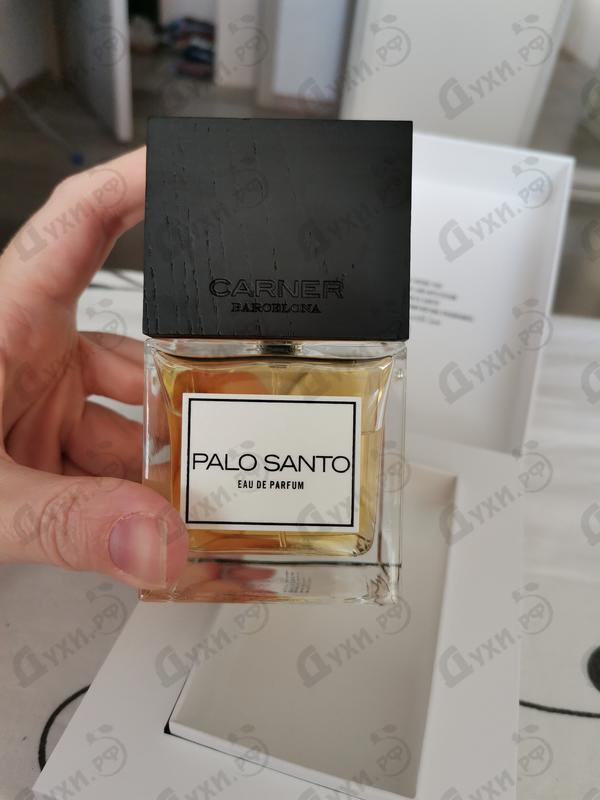 CARNER
BARCELONA
PALO SANTO
EAU DE PARFUM
Духи.рф